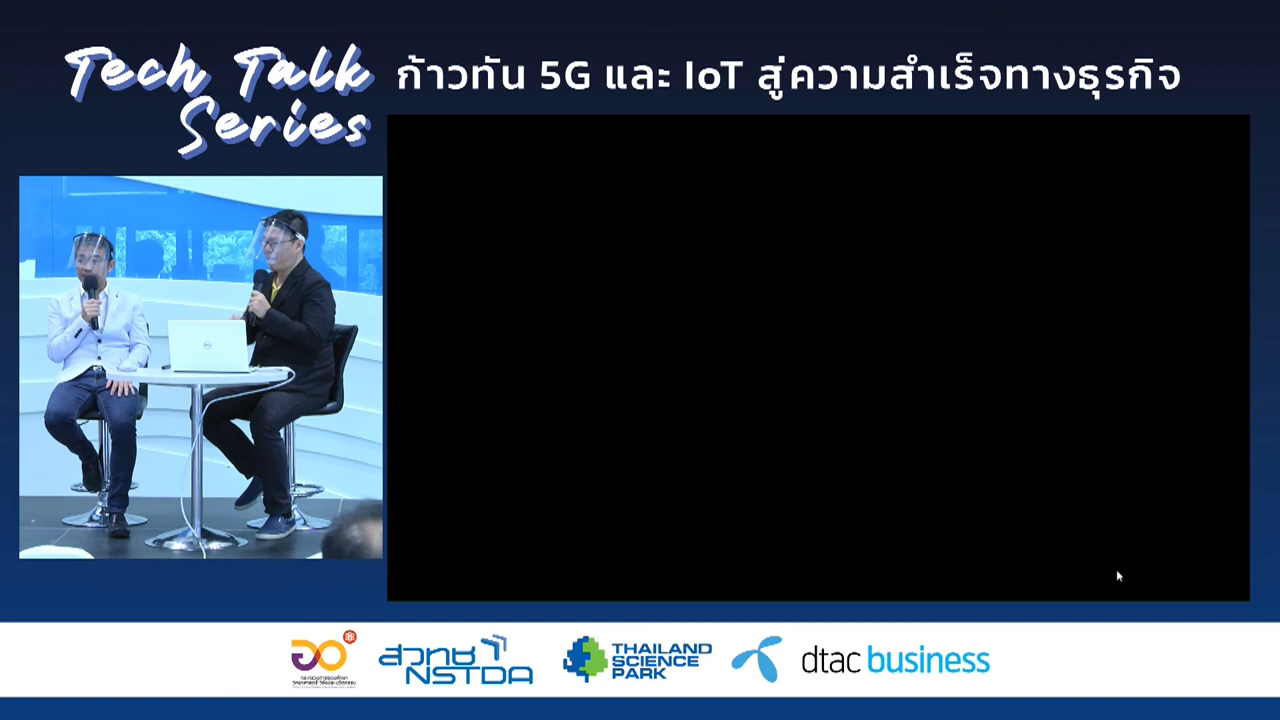 Tech Talk
Series
ก้าวทัน 5G และ IoT สู่ความสำเร็จทางธุรกิจ
สวทช
NSTDA
THAILAND
SCIENCE
PARK
dtac business